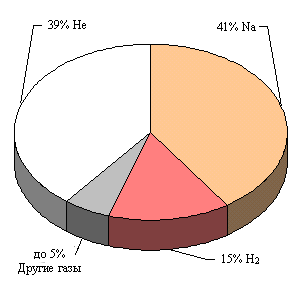 39% He
41% Na
до 5%
Другие газы
15% H₂